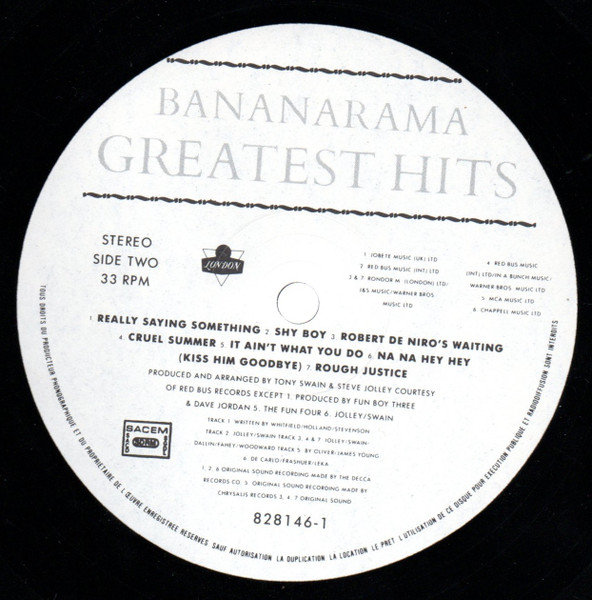 BANANARAMA
GREATEST HITS
STEREO
SIDE TWO
33 RPM
LONDON
1. JOBETE MUSIC (UK) LTD
2. RED BUS MUSIC (INT) LTD
3 & 7. RONDOR M. (LONDON) LTD-
J&S MUSIC/WARNER BROS.
MUSIC LTD
4. RED BUS MUSIC
(INT) LTD/IN A BUNCH MUSIC/
WARNER BROS. MUSIC LTD
5. MCA MUSIC LTD
6. CHAPPELL MUSIC LTD
1. REALLY SAYING SOMETHING 2. SHY BOY 3. ROBERT DE NIRO'S WAITING
4. CRUEL SUMMER 5. IT AIN'T WHAT YOU DO 6. NA NA HEY HEY
(KISS HIM GOODBYE) 7. ROUGH JUSTICE
PRODUCED AND ARRANGED BY TONY SWAIN & STEVE JOLLEY COURTESY
OF RED BUS RECORDS EXCEPT 1. PRODUCED BY FUN BOY THREE
& DAVE JORDAN 5. THE FUN FOUR 6. JOLLEY/SWAIN
TRACK 1. WRITTEN BY WHITFIELD/HOLLAND/STEVENSON
TRACK 2. JOLLEY/SWAIN TRACK 3, 4 & 7. JOLLEY/SWAIN-
DALLIN/FAHEY/WOODWARD TRACK 5. BY OLIVER/JAMES YOUNG
6. DE CARLO/FRASHUER/LEKA
1. 2. 6 ORIGINAL SOUND RECORDING MADE BY THE DECCA
RECORDS CO. 5. ORIGINAL SOUND RECORDING MADE BY
CHRYSALIS RECORDS 3. 4. 7 ORIGINAL SOUND
SACEM
SACD
SDRM
SGDL
828146-1
TOUS DROITS DU PRODUCTEUR PHONOGRAPHIQUE ET DU PROPRIETAIRE DE L'ŒUVRE ENREGISTREE RESERVES SAUF AUTORISATION LA DUPLICATION, LA LOCATION, LE PRET, L'UTILISATION DE CE DISQUE POUR EXECUTION PUBLIQUE ET RADIODIFFUSION SONT INTERDITS